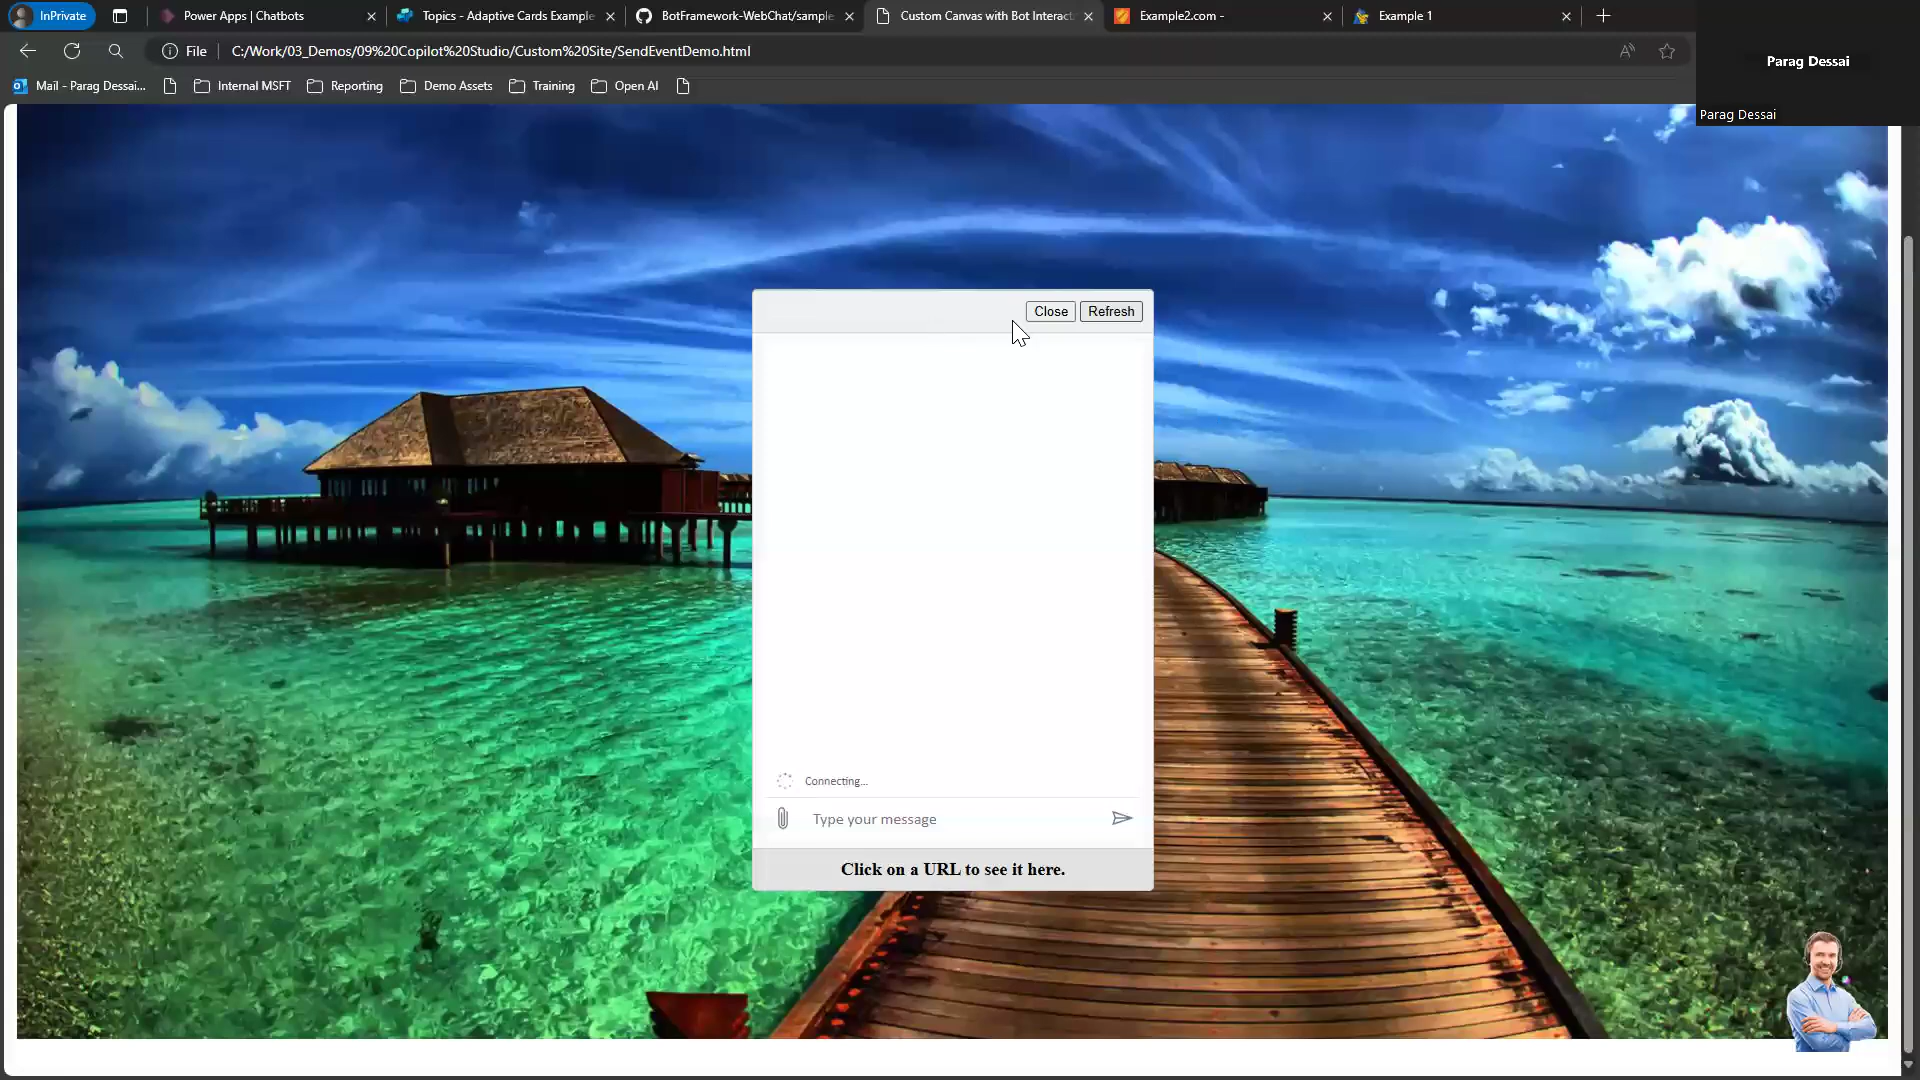 InPrivate
Power Apps | Chatbots
Topics - Adaptive Cards Example
BotFramework-WebChat/sample
Custom Canvas with Bot Interact
Example2.com -
Example 1
File
C:/Work/03_Demos/09%20Copilot%20Studio/Custom%20Site/SendEventDemo.html
Mail - Parag Dessai...
Internal MSFT
Reporting
Demo Assets
Training
Open AI
Parag Dessai
Parag Dessai
Close
Refresh
Connecting...
Type your message
Click on a URL to see it here.